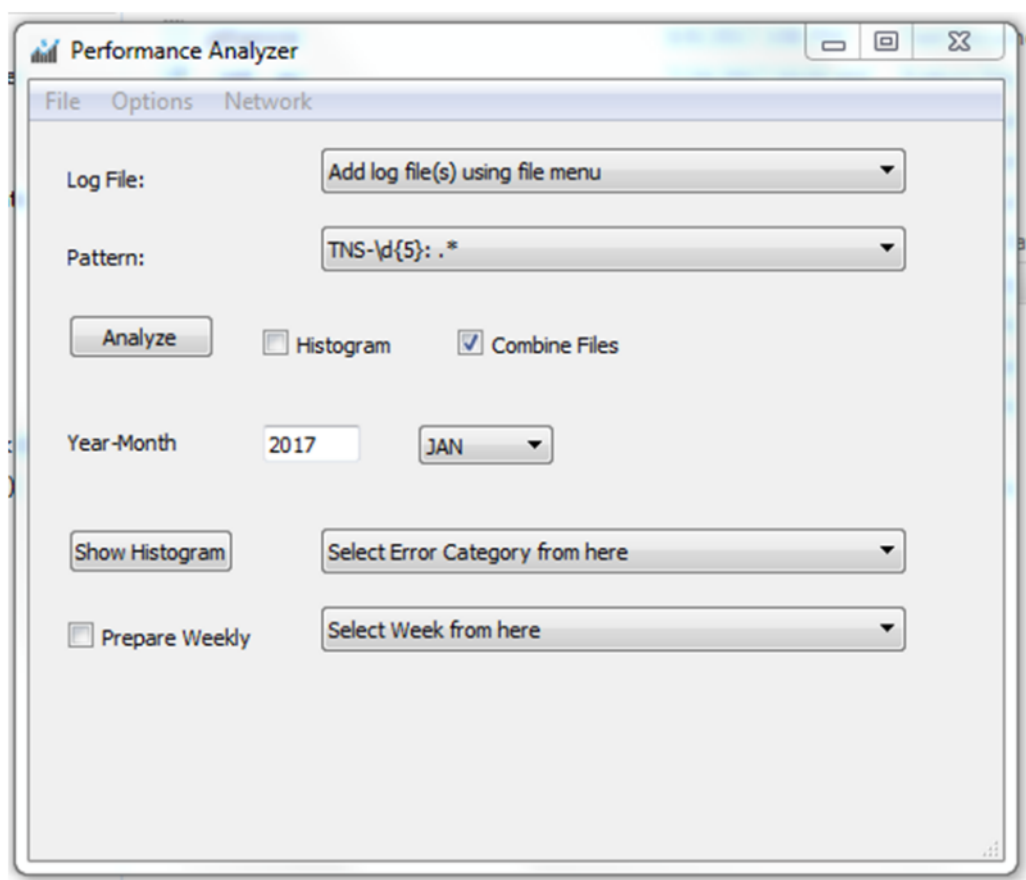 Performance Analyzer
File Options Network
Log File: Add log file(s) using file menu
Pattern: TNS-\d{5}: .*
Analyze Histogram Combine Files
Year-Month 2017 JAN
Show Histogram Select Error Category from here
Prepare Weekly Select Week from here